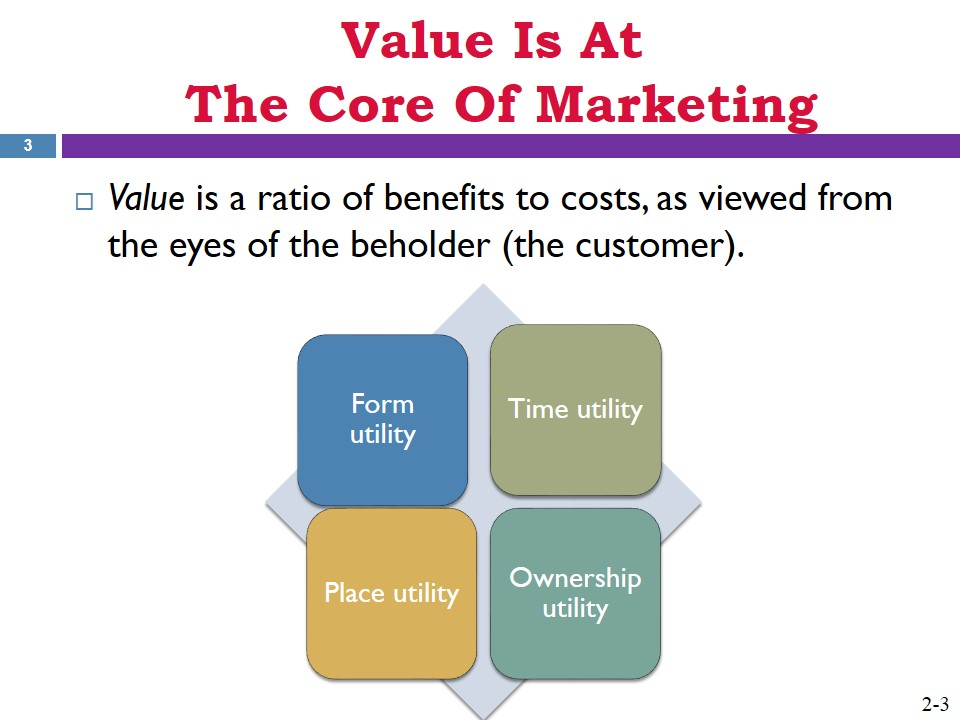 Value Is At
The Core Of Marketing
3
Value is a ratio of benefits to costs, as viewed from
the eyes of the beholder (the customer).
Form
utility
Time utility
Place utility
Ownership
utility
2-3